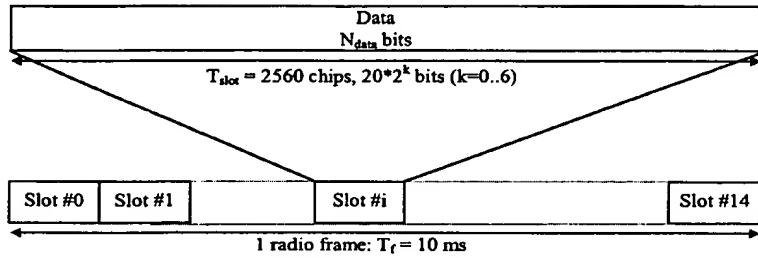 Data
N_data bits
T_slot = 2560 chips, 20*2^k bits (k=0..6)
Slot #0 Slot #1 Slot #i Slot #14
1 radio frame: T_f = 10 ms